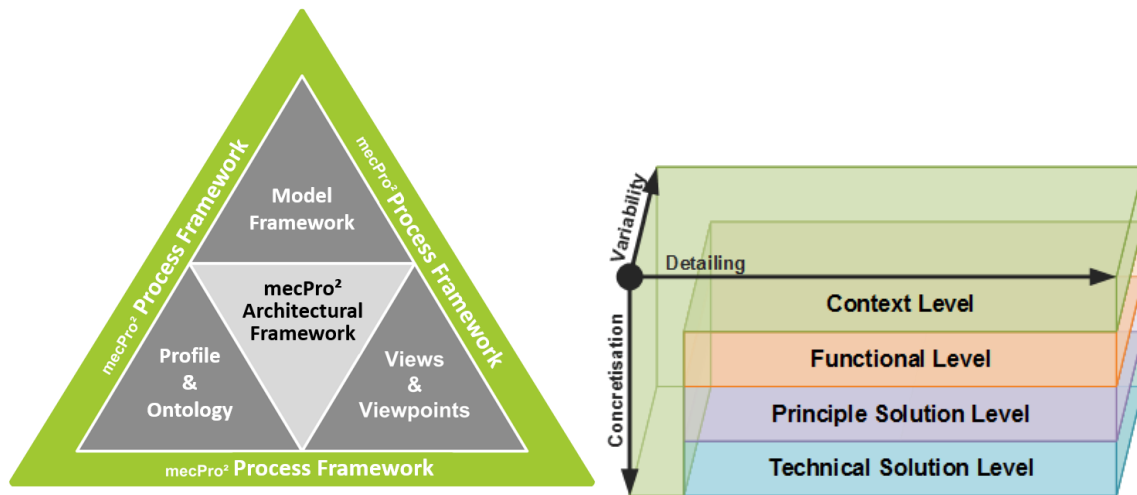 mecPro² Process Framework
mecPro² Process Framework
Model
Framework
mecPro²
Architectural
Framework
Profile
&
Ontology
Views
&
Viewpoints
mecPro² Process Framework
Variability
Detailing
Concretisation
Context Level
Functional Level
Principle Solution Level
Technical Solution Level